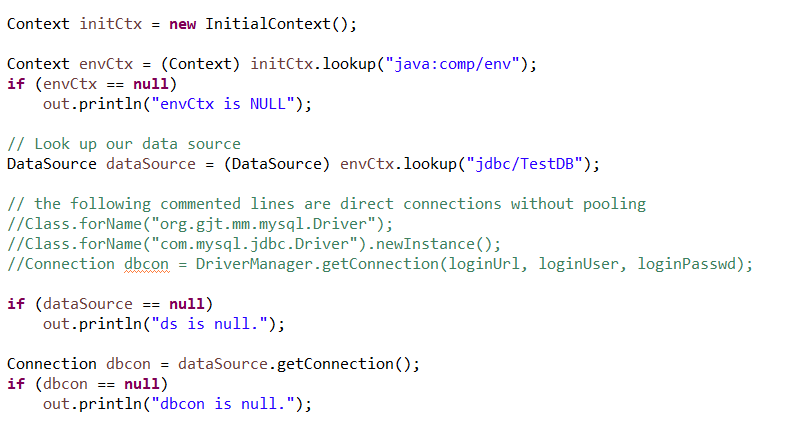 Context initCtx = new InitialContext();
Context envCtx = (Context) initCtx.lookup("java:comp/env");
if (envCtx == null)
    out.println("envCtx is NULL");
// Look up our data source
DataSource dataSource = (DataSource) envCtx.lookup("jdbc/TestDB");
// the following commented lines are direct connections without pooling
//Class.forName("org.gjt.mm.mysql.Driver");
//Class.forName("com.mysql.jdbc.Driver").newInstance();
//Connection dbcon = DriverManager.getConnection(loginUrl, loginUser, loginPasswd);
if (dataSource == null)
    out.println("ds is null.");
Connection dbcon = dataSource.getConnection();
if (dbcon == null)
    out.println("dbcon is null.");